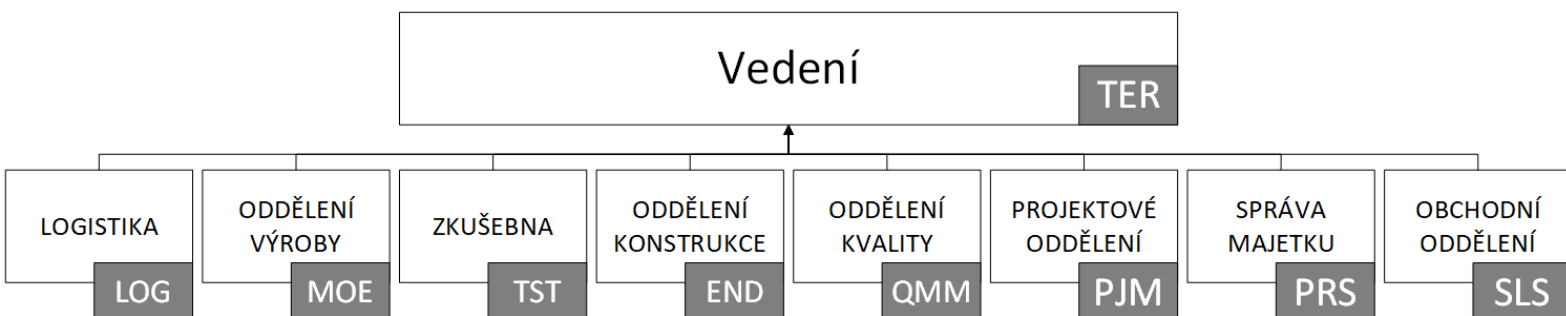 Vedení
TER
LOGISTIKA
LOG
ODDĚLENÍ
VÝROBY
MOE
ZKUŠEBNA
TST
ODDĚLENÍ
KONSTRUKCE
END
ODDĚLENÍ
KVALITY
QMM
PROJEKTOVÉ
ODDĚLENÍ
PJM
SPRÁVA
MAJETKU
PRS
OBCHODNÍ
ODDĚLENÍ
SLS